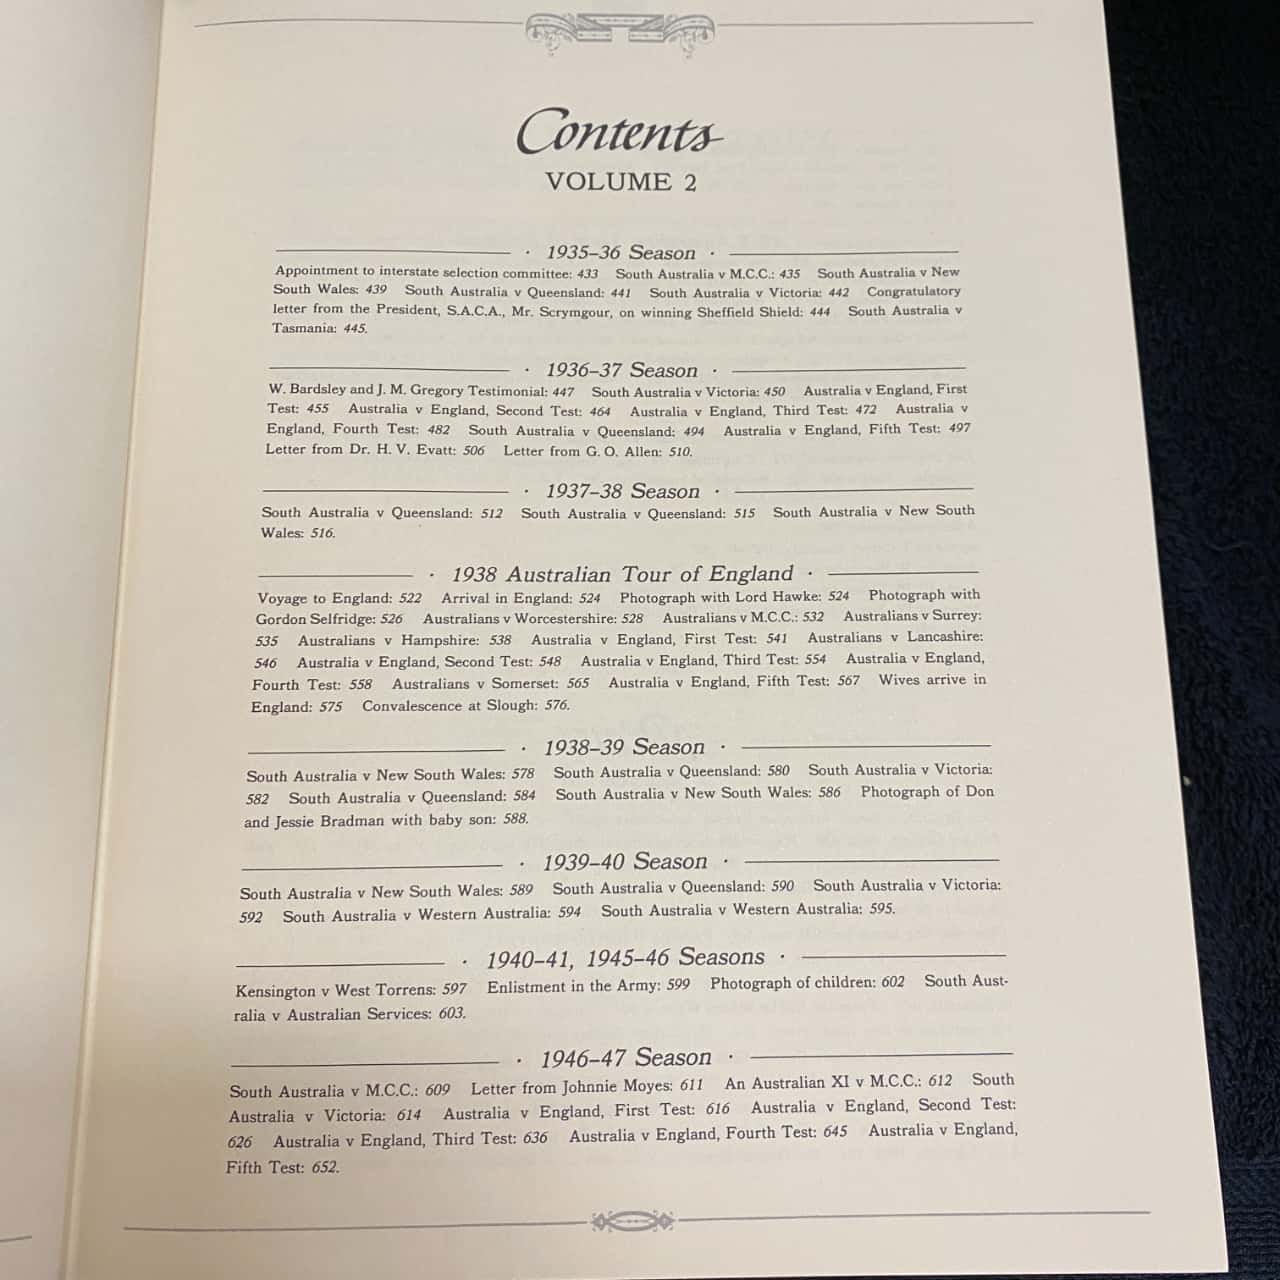 Contents
VOLUME 2
· 1935–36 Season ·
Appointment to interstate selection committee: 433 South Australia v M.C.C.: 435 South Australia v New
South Wales: 439 South Australia v Queensland: 441 South Australia v Victoria: 442 Congratulatory
letter from the President, S.A.C.A., Mr. Scrymgour, on winning Sheffield Shield: 444 South Australia v
Tasmania: 445.
· 1936–37 Season ·
W. Bardsley and J. M. Gregory Testimonial: 447 South Australia v Victoria: 450 Australia v England, First
Test: 455 Australia v England, Second Test: 464 Australia v England, Third Test: 472 Australia v
England, Fourth Test: 482 South Australia v Queensland: 494 Australia v England, Fifth Test: 497
Letter from Dr. H. V. Evatt: 506 Letter from G. O. Allen: 510.
· 1937–38 Season ·
South Australia v Queensland: 512 South Australia v Queensland: 515 South Australia v New South
Wales: 516.
· 1938 Australian Tour of England ·
Voyage to England: 522 Arrival in England: 524 Photograph with Lord Hawke: 524 Photograph with
Gordon Selfridge: 526 Australians v Worcestershire: 528 Australians v M.C.C.: 532 Australians v Surrey:
535 Australians v Hampshire: 538 Australia v England, First Test: 541 Australians v Lancashire:
546 Australia v England, Second Test: 548 Australia v England, Third Test: 554 Australia v England,
Fourth Test: 558 Australians v Somerset: 565 Australia v England, Fifth Test: 567 Wives arrive in
England: 575 Convalescence at Slough: 576.
· 1938–39 Season ·
South Australia v New South Wales: 578 South Australia v Queensland: 580 South Australia v Victoria:
582 South Australia v Queensland: 584 South Australia v New South Wales: 586 Photograph of Don
and Jessie Bradman with baby son: 588.
· 1939–40 Season ·
South Australia v New South Wales: 589 South Australia v Queensland: 590 South Australia v Victoria:
592 South Australia v Western Australia: 594 South Australia v Western Australia: 595.
· 1940–41, 1945–46 Seasons ·
Kensington v West Torrens: 597 Enlistment in the Army: 599 Photograph of children: 602 South Aust-
ralia v Australian Services: 603.
· 1946–47 Season ·
South Australia v M.C.C.: 609 Letter from Johnnie Moyes: 611 An Australian XI v M.C.C.: 612 South
Australia v Victoria: 614 Australia v England, First Test: 616 Australia v England, Second Test:
626 Australia v England, Third Test: 636 Australia v England, Fourth Test: 645 Australia v England,
Fifth Test: 652.